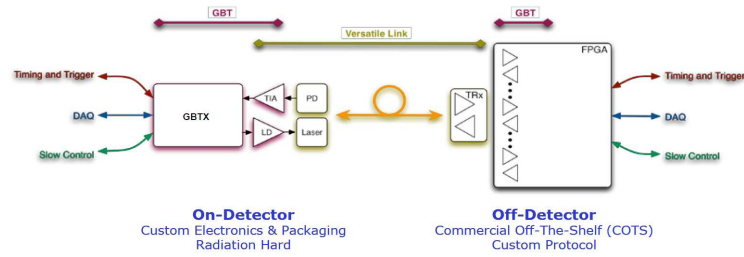 GBT
GBT
Versatile Link
FPGA
Timing and Trigger
TIA
PD
TRx
Timing and Trigger
DAQ
GBTX
DAQ
LD
Laser
Slow Control
Slow Control
On-Detector
Custom Electronics & Packaging
Radiation Hard
Off-Detector
Commercial Off-The-Shelf (COTS)
Custom Protocol